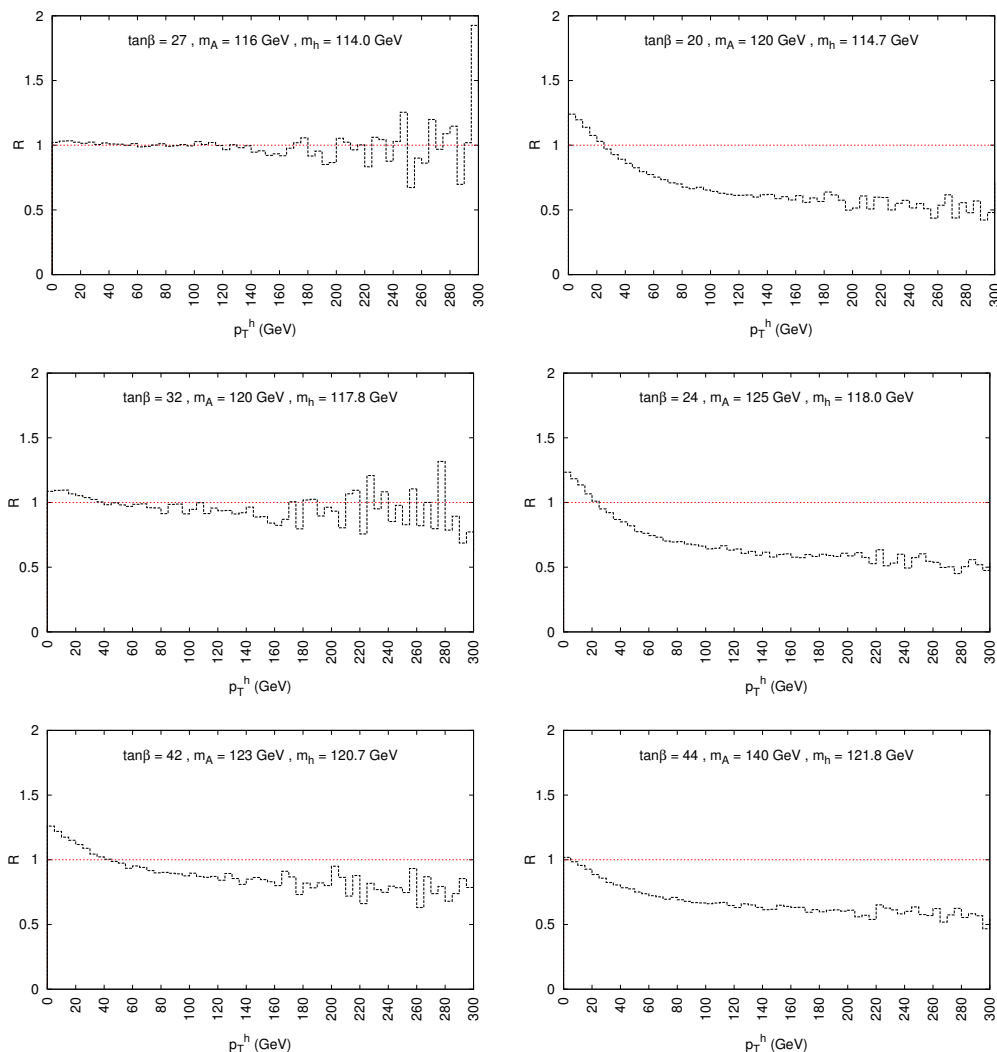 tanβ = 27 , m_A = 116 GeV , m_h = 114.0 GeV
R
2
1.5
1
0.5
0
0 20 40 60 80 100 120 140 160 180 200 220 240 260 280 300
p_T^h (GeV)
tanβ = 20 , m_A = 120 GeV , m_h = 114.7 GeV
R
2
1.5
1
0.5
0
0 20 40 60 80 100 120 140 160 180 200 220 240 260 280 300
p_T^h (GeV)
tanβ = 32 , m_A = 120 GeV , m_h = 117.8 GeV
R
2
1.5
1
0.5
0
0 20 40 60 80 100 120 140 160 180 200 220 240 260 280 300
p_T^h (GeV)
tanβ = 24 , m_A = 125 GeV , m_h = 118.0 GeV
R
2
1.5
1
0.5
0
0 20 40 60 80 100 120 140 160 180 200 220 240 260 280 300
p_T^h (GeV)
tanβ = 42 , m_A = 123 GeV , m_h = 120.7 GeV
R
2
1.5
1
0.5
0
0 20 40 60 80 100 120 140 160 180 200 220 240 260 280 300
p_T^h (GeV)
tanβ = 44 , m_A = 140 GeV , m_h = 121.8 GeV
R
2
1.5
1
0.5
0
0 20 40 60 80 100 120 140 160 180 200 220 240 260 280 300
p_T^h (GeV)